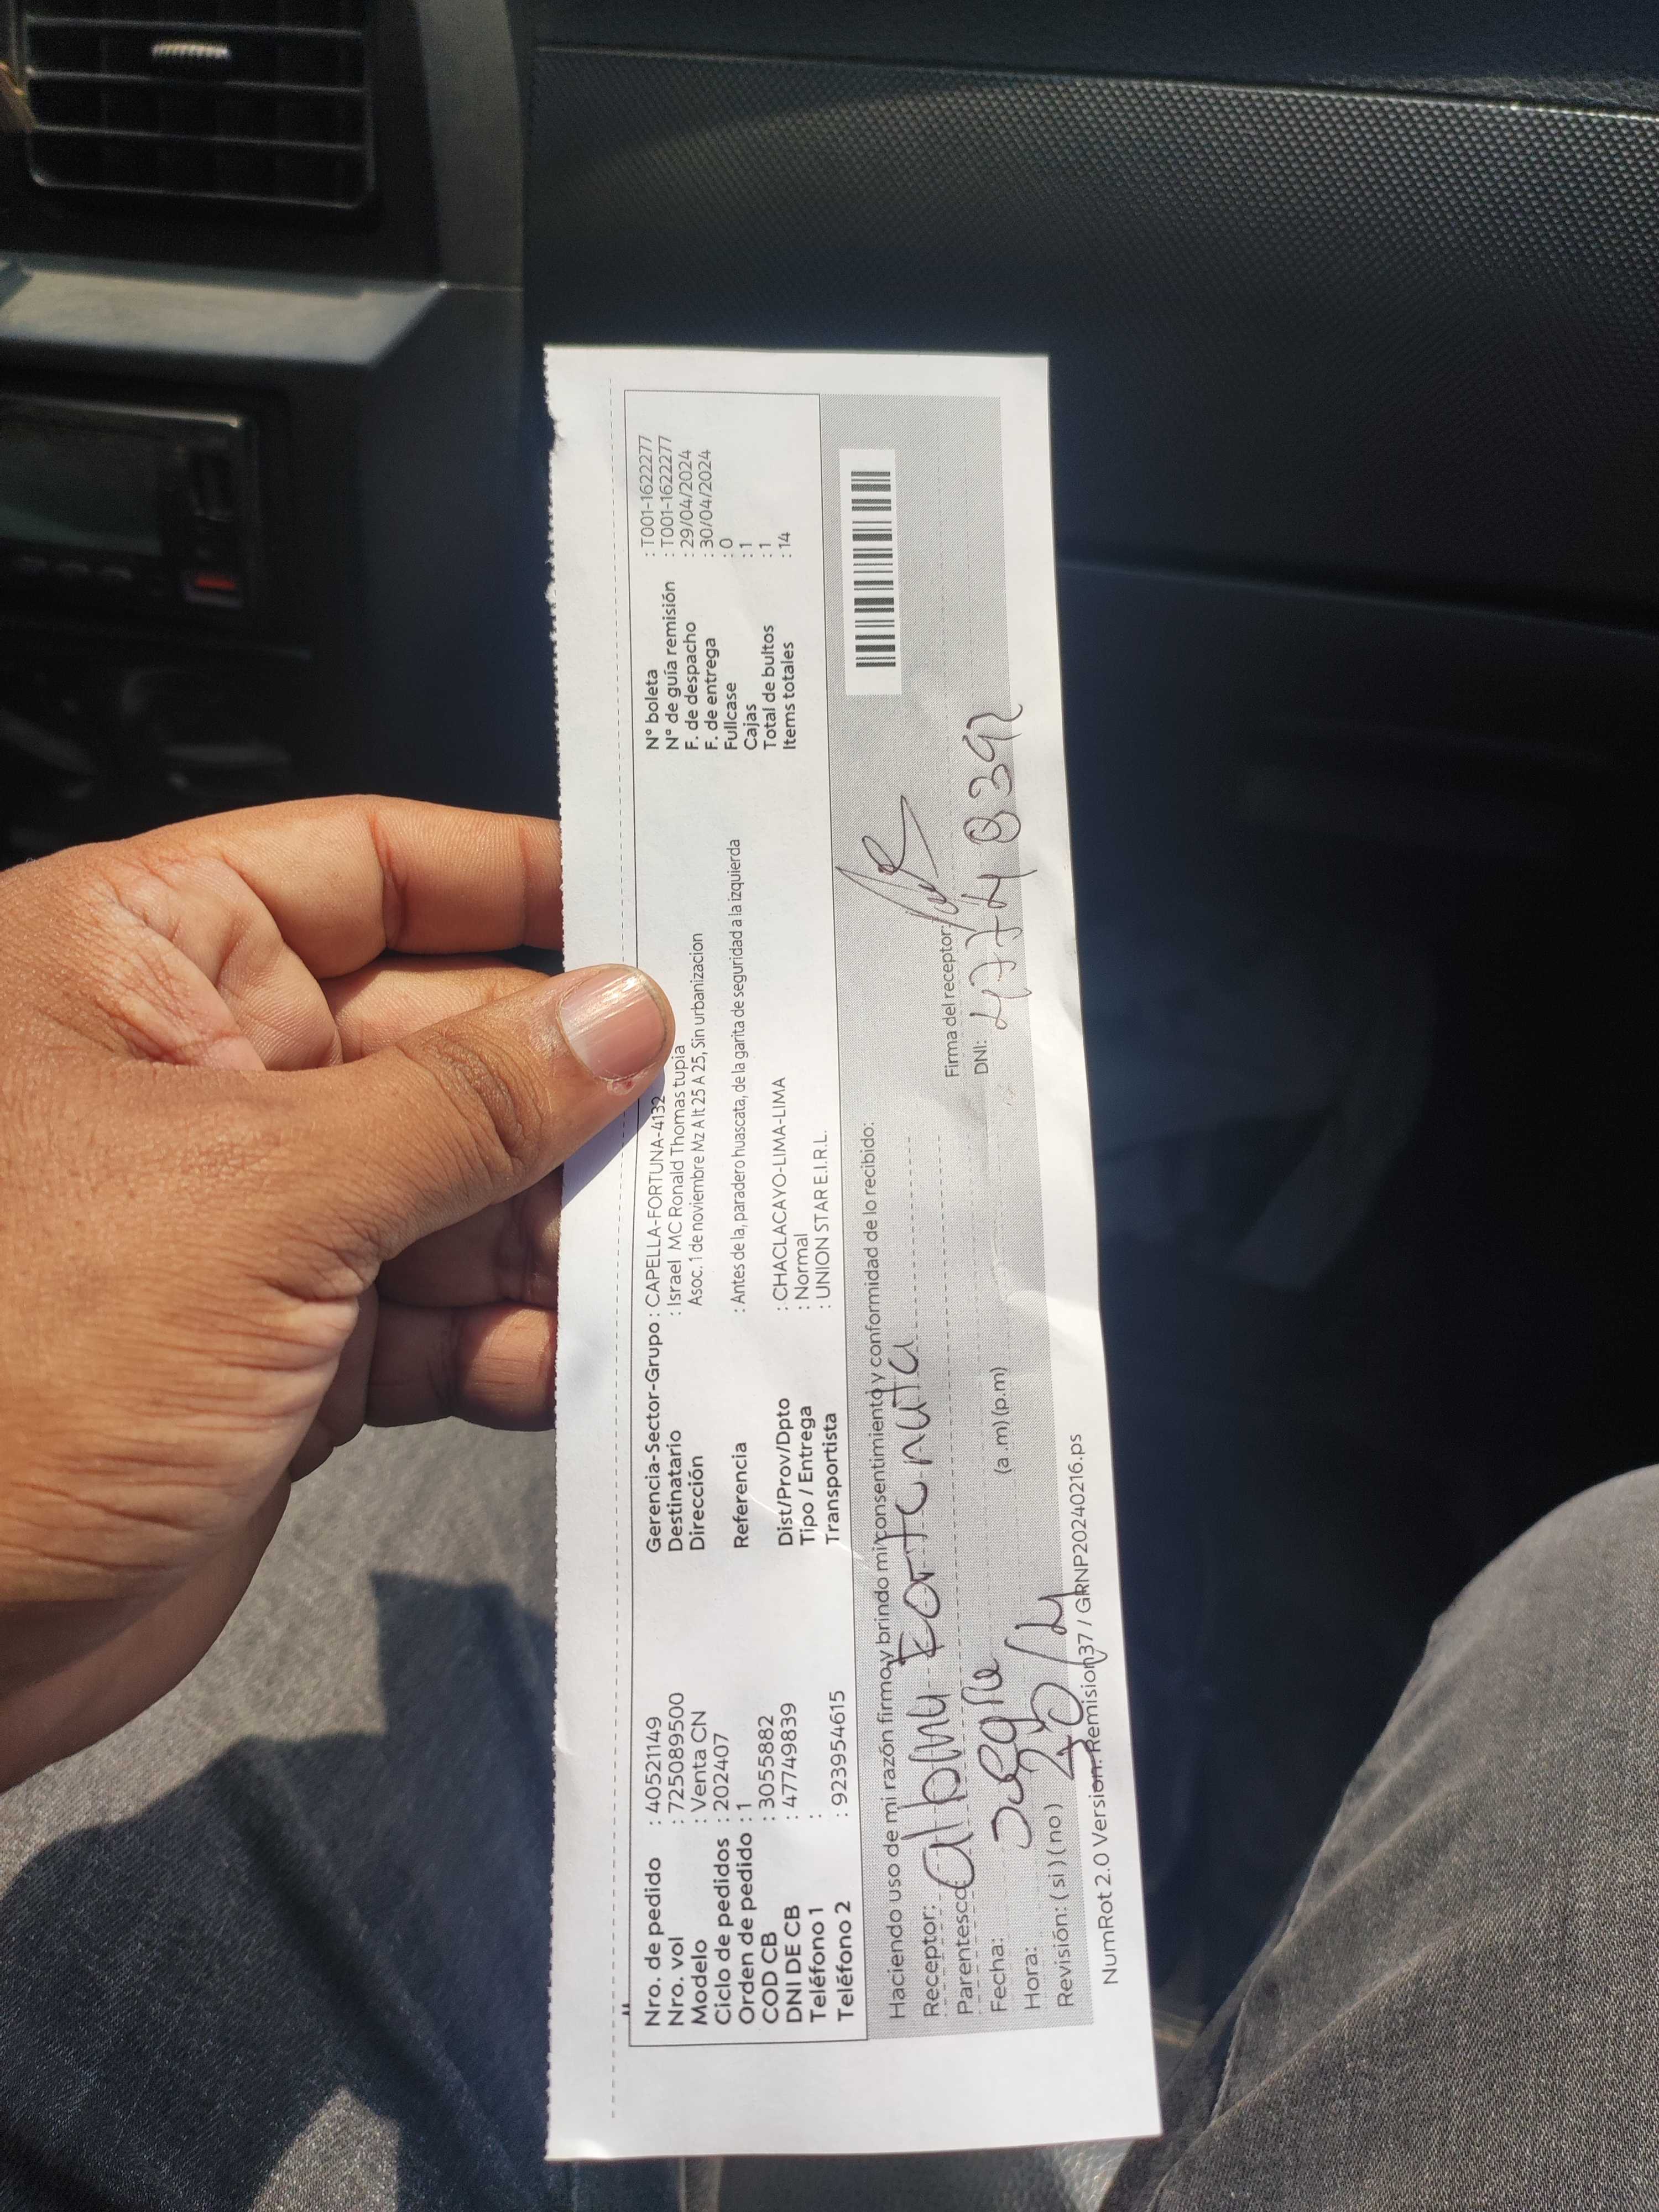 Nro. de pedido : 40521149
Nro. vol : 725089500
Modelo : Venta CN
Ciclo de pedidos : 202407
Orden de pedido : 1
COD CB : 3055882
DNI DE CB : 47749839
Teléfono 1 :
Teléfono 2 : 923954615
Gerencia-Sector-Grupo : CAPELLA-FORTUNA-4132
Destinatario : Israel MC Ronald Thomas tupia
Dirección Asoc. 1 de noviembre Mz A lt 25 A 25, Sin urbanizacion
Referencia : Antes de la, paradero huascata, de la garita de seguridad a la izquierda
Dist/Prov/Dpto : CHACLACAYO-LIMA-LIMA
Tipo / Entrega : Normal
Transportista : UNION STAR E.I.R.L.
N° boleta : T001-1622277
N° de guía remisión : T001-1622277
F. de despacho : 29/04/2024
F. de entrega : 30/04/2024
Fullcase : 0
Cajas : 1
Total de bultos : 1
Items totales : 14
Haciendo uso de mi razón firmo y brindo mi consentimiento y conformidad de lo recibido:
Receptor:
Parentesco: suegra
Fecha: 30/4
Hora: (a.m) (p.m)
Revisión: ( si ) ( no )
Firma del receptor:
DNI: 47748392
NumRot 2.0 Version: Remision37 / GRNP20240216.ps